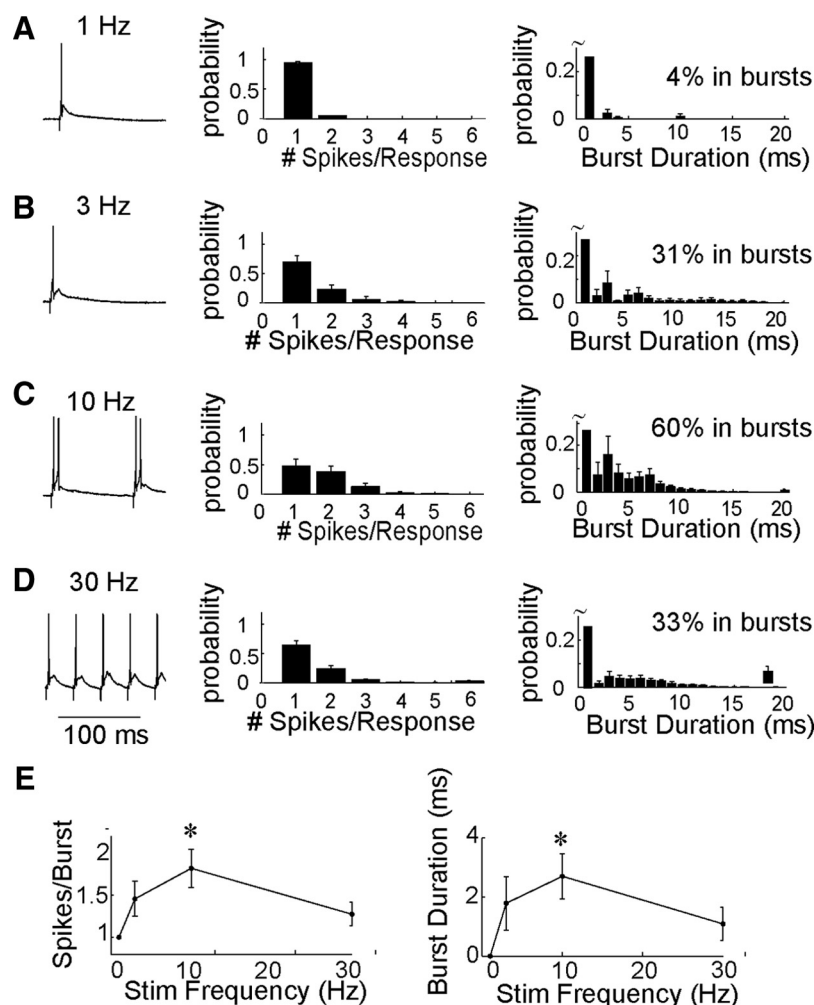 A
1 Hz
probability
1
0.5
0
0 1 2 3 4 5 6
# Spikes/Response
probability
~
0.2
4% in bursts
0 5 10 15 20
Burst Duration (ms)
B
3 Hz
probability
1
0.5
0
0 1 2 3 4 5 6
# Spikes/Response
probability
~
0.2
31% in bursts
0 5 10 15 20
Burst Duration (ms)
C
10 Hz
probability
1
0.5
0
0 1 2 3 4 5 6
# Spikes/Response
probability
~
0.2
60% in bursts
0 5 10 15 20
Burst Duration (ms)
D
30 Hz
100 ms
probability
1
0.5
0
0 1 2 3 4 5 6
# Spikes/Response
probability
~
0.2
33% in bursts
0 5 10 15 20
Burst Duration (ms)
E
Spikes/Burst
2
1.5
1
*
0 10 20 30
Stim Frequency (Hz)
Burst Duration (ms)
4
2
0
*
0 10 20 30
Stim Frequency (Hz)